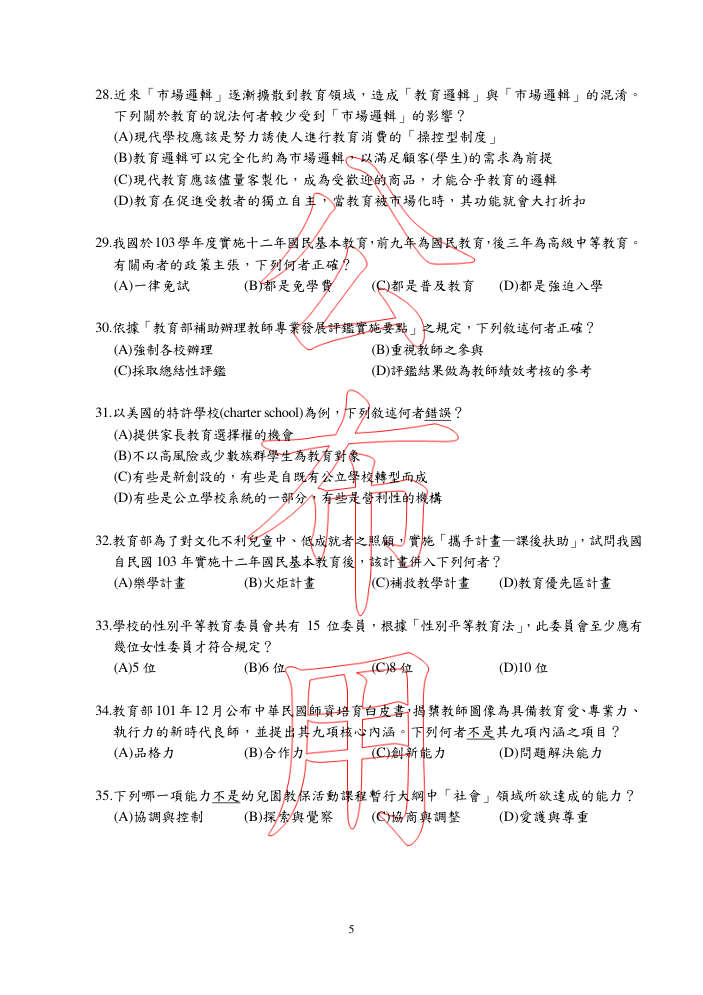 28.近來「市場邏輯」逐漸擴散到教育領域，造成「教育邏輯」與「市場邏輯」的混淆。
下列關於教育的說法何者較少受到「市場邏輯」的影響？
(A)現代學校應該是努力誘使人進行教育消費的「操控型制度」
(B)教育邏輯可以完全化約為市場邏輯，以滿足顧客(學生)的需求為前提
(C)現代教育應該儘量客製化，成為受歡迎的商品，才能合乎教育的邏輯
(D)教育在促進受教者的獨立自主，當教育被市場化時，其功能就會大打折扣
29.我國於103學年度實施十二年國民基本教育，前九年為國民教育，後三年為高級中等教育。
有關兩者的政策主張，下列何者正確？
(A)一律免試 (B)都是免學費 (C)都是普及教育 (D)都是強迫入學
30.依據「教育部補助辦理教師專業發展評鑑實施要點」之規定，下列敘述何者正確？
(A)強制各校辦理 (B)重視教師之參與
(C)採取總結性評鑑 (D)評鑑結果做為教師績效考核的參考
31.以美國的特許學校(charter school)為例，下列敘述何者錯誤？
(A)提供家長教育選擇權的機會
(B)不以高風險或少數族群學生為教育對象
(C)有些是新創設的，有些是自既有公立學校轉型而成
(D)有些是公立學校系統的一部分，有些是營利性的機構
32.教育部為了對文化不利兒童中、低成就者之照顧，實施「攜手計畫—課後扶助」，試問我國
自民國 103 年實施十二年國民基本教育後，該計畫併入下列何者？
(A)樂學計畫 (B)火炬計畫 (C)補救教學計畫 (D)教育優先區計畫
33.學校的性別平等教育委員會共有 15 位委員，根據「性別平等教育法」，此委員會至少應有
幾位女性委員才符合規定？
(A)5 位 (B)6 位 (C)8 位 (D)10 位
34.教育部 101 年 12 月公布中華民國師資培育白皮書，揭櫫教師圖像為具備教育愛、專業力、
執行力的新時代良師，並提出其九項核心內涵。下列何者不是其九項內涵之項目？
(A)品格力 (B)合作力 (C)創新能力 (D)問題解決能力
35.下列哪一項能力不是幼兒園教保活動課程暫行大綱中「社會」領域所欲達成的能力？
(A)協調與控制 (B)探索與覺察 (C)協商與調整 (D)愛護與尊重
5
公布用